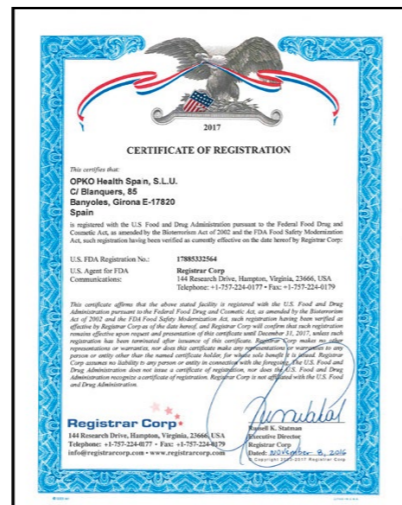 2017
CERTIFICATE OF REGISTRATION
This certifies that:
OPKO Health Spain, S.L.U.
C/ Blanquers, 85
Banyoles, Girona E-17820
Spain
is registered with the U.S. Food and Drug Administration pursuant to the Federal Food Drug and
Cosmetic Act, as amended by the Bioterrorism Act of 2002 and the FDA Food Safety Modernization
Act, such registration having been verified as currently effective on the date hereof by Registrar Corp:
U.S. FDA Registration No.: 17885332564
U.S. Agent for FDA Registrar Corp
Communications: 144 Research Drive, Hampton, Virginia, 23666, USA
Telephone: +1-757-224-0177 • Fax: +1-757-224-0179
This certificate affirms that the above stated facility is registered with the U.S. Food and Drug
Administration pursuant to the Federal Food Drug and Cosmetic Act, as amended by the Bioterrorism
Act of 2002 and the FDA Food Safety Modernization Act, such registration having been verified as
effective by Registrar Corp as of the date hereof, and Registrar Corp will confirm that such registration
remains effective upon request and presentation of this certificate until December 31, 2017, unless such
registration has been terminated after issuance of this certificate. Registrar Corp makes no other
representations or warranties, nor does this certificate make any representations or warranties to any
person or entity other than the named certificate holder, for whose sole benefit it is issued. Registrar
Corp assumes no liability to any person or entity in connection with the foregoing. The U.S. Food and
Drug Administration does not issue a certificate of registration, nor does the U.S. Food and Drug
Administration recognize a certificate of registration. Registrar Corp is not affiliated with the U.S. Food
and Drug Administration.
Registrar Corp
144 Research Drive, Hampton, Virginia, 23666, USA
Telephone: +1-757-224-0177 • Fax: +1-757-224-0179
info@registrarcorp.com • www.registrarcorp.com
Russell K. Statman
Executive Director
Registrar Corp
Dated: November 8, 2016
Registrar Corp